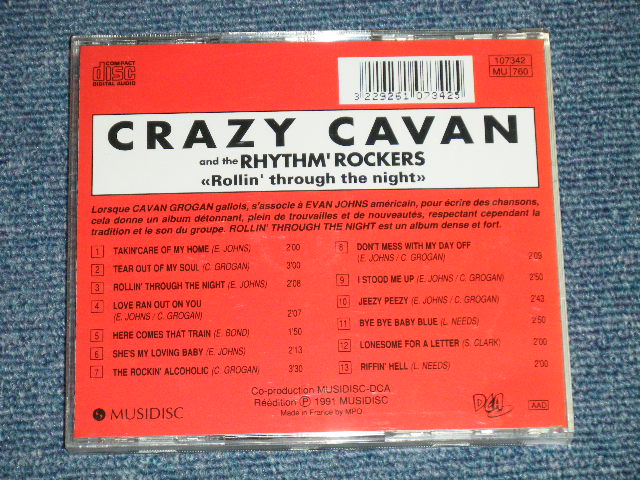 COMPACT
disc
DIGITAL AUDIO
3 229261 073425
107342
MU 760
CRAZY CAVAN
and the RHYTHM' ROCKERS
«Rollin' through the night»
Lorsque CAVAN GROGAN gallois, s'associe à EVAN JOHNS américain, pour écrire des chansons,
cela donne un album détonnant, plein de trouvailles et de nouveautés, respectant cependant la
tradition et le son du groupe. ROLLIN' THROUGH THE NIGHT est un album dense et fort.
1 TAKIN'CARE OF MY HOME (E. JOHNS) 2'00
2 TEAR OUT OF MY SOUL (C. GROGAN) 3'00
3 ROLLIN' THROUGH THE NIGHT (E. JOHNS) 2'08
4 LOVE RAN OUT ON YOU
(E. JOHNS / C. GROGAN) 2'07
5 HERE COMES THAT TRAIN (E. BOND) 1'50
6 SHE'S MY LOVING BABY (E. JOHNS) 2'13
7 THE ROCKIN' ALCOHOLIC (C. GROGAN) 3'30
8 DON'T MESS WITH MY DAY OFF
(E. JOHNS / C. GROGAN) 2'09
9 I STOOD ME UP (E. JOHNS / C. GROGAN) 2'50
10 JEEZY PEEZY (E. JOHNS / C. GROGAN) 2'43
11 BYE BYE BABY BLUE (L. NEEDS) 2'50
12 LONESOME FOR A LETTER (S. CLARK) 2'00
13 RIFFIN' HELL (L. NEEDS) 2'00
Co-production MUSIDISC-DCA
Réédition Ⓟ 1991 MUSIDISC
Made in France by MPO
MUSIDISC
DCA
AAD